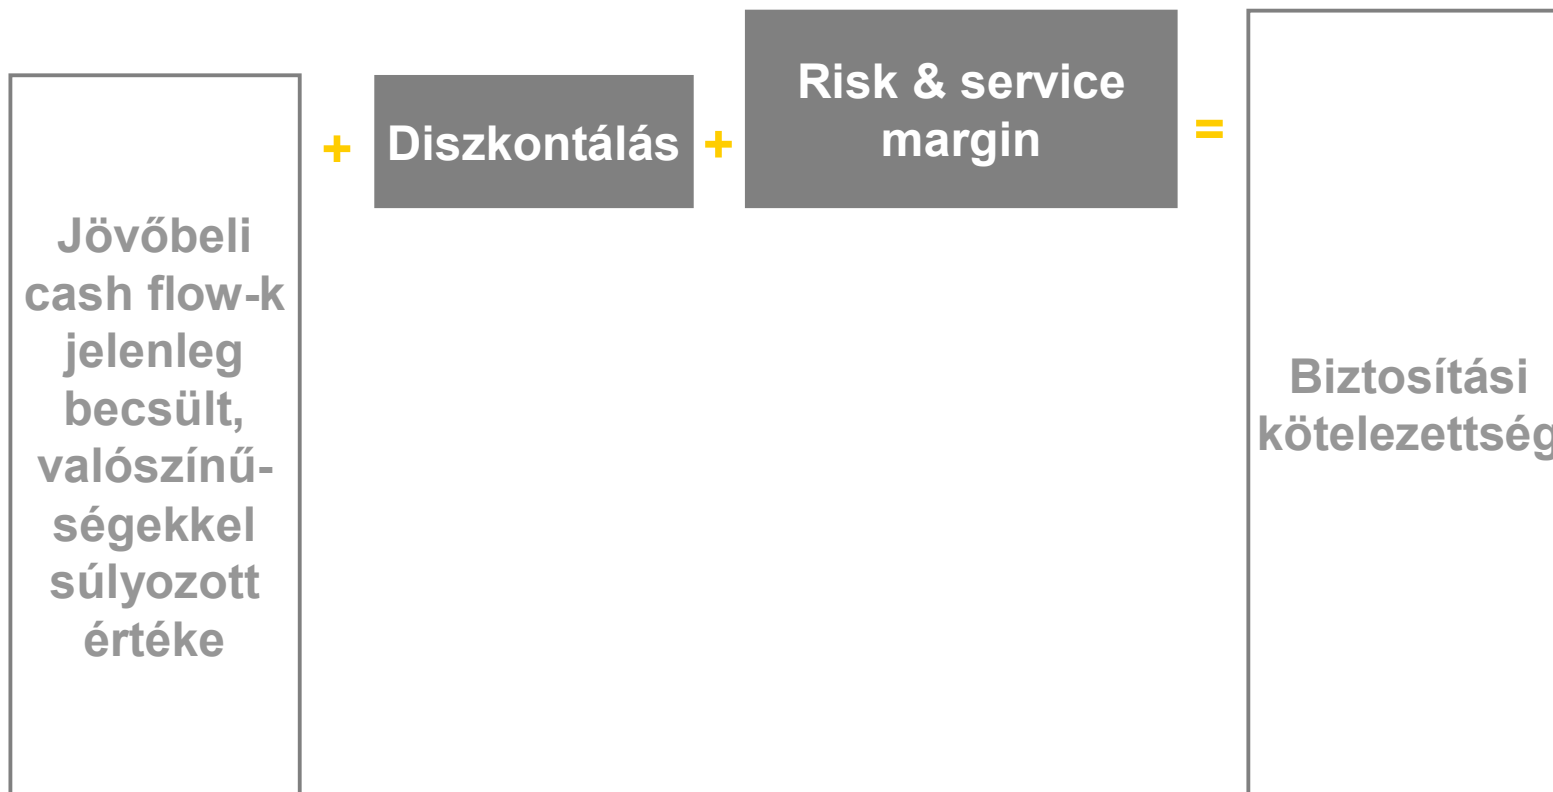 Jövőbeli
cash flow-k
jelenleg
becsült,
valószínű-
ségekkel
súlyozott
értéke
+
Diszkontálás
+
Risk & service
margin
=
Biztosítási
kötelezettség